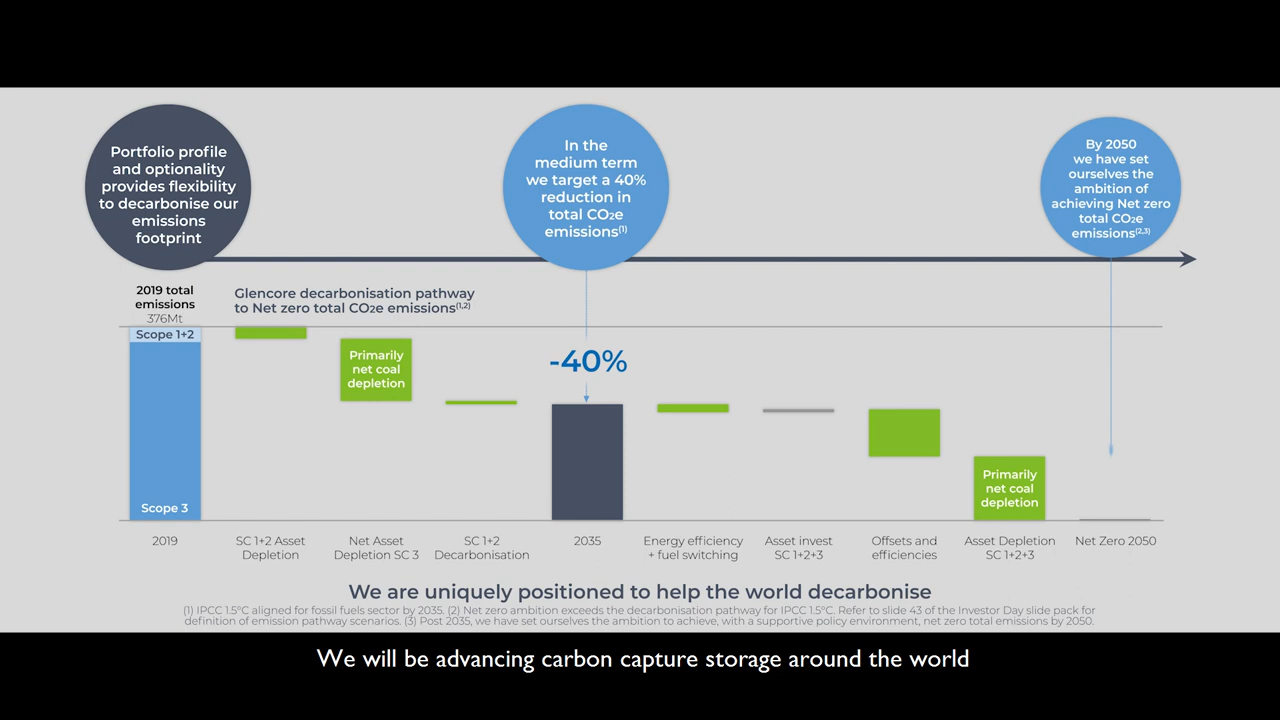 Portfolio profile
and optionality
provides flexibility
to decarbonise our
emissions
footprint
In the
medium term
we target a 40%
reduction in
total CO2e
emissions(1)
By 2050
we have set
ourselves the
ambition of
achieving Net zero
total CO2e
emissions(2,3)
2019 total
emissions
376Mt
Glencore decarbonisation pathway
to Net zero total CO2e emissions(1,2)
Scope 1+2
Scope 3
Primarily
net coal
depletion
-40%
Primarily
net coal
depletion
2019
SC 1+2 Asset
Depletion
Net Asset
Depletion SC 3
SC 1+2
Decarbonisation
2035
Energy efficiency
+ fuel switching
Asset invest
SC 1+2+3
Offsets and
efficiencies
Asset Depletion
SC 1+2+3
Net Zero 2050
We are uniquely positioned to help the world decarbonise
(1) IPCC 1.5°C aligned for fossil fuels sector by 2035. (2) Net zero ambition exceeds the decarbonisation pathway for IPCC 1.5°C. Refer to slide 43 of the Investor Day slide pack for
definition of emission pathway scenarios. (3) Post 2035, we have set ourselves the ambition to achieve, with a supportive policy environment, net zero total emissions by 2050.
We will be advancing carbon capture storage around the world